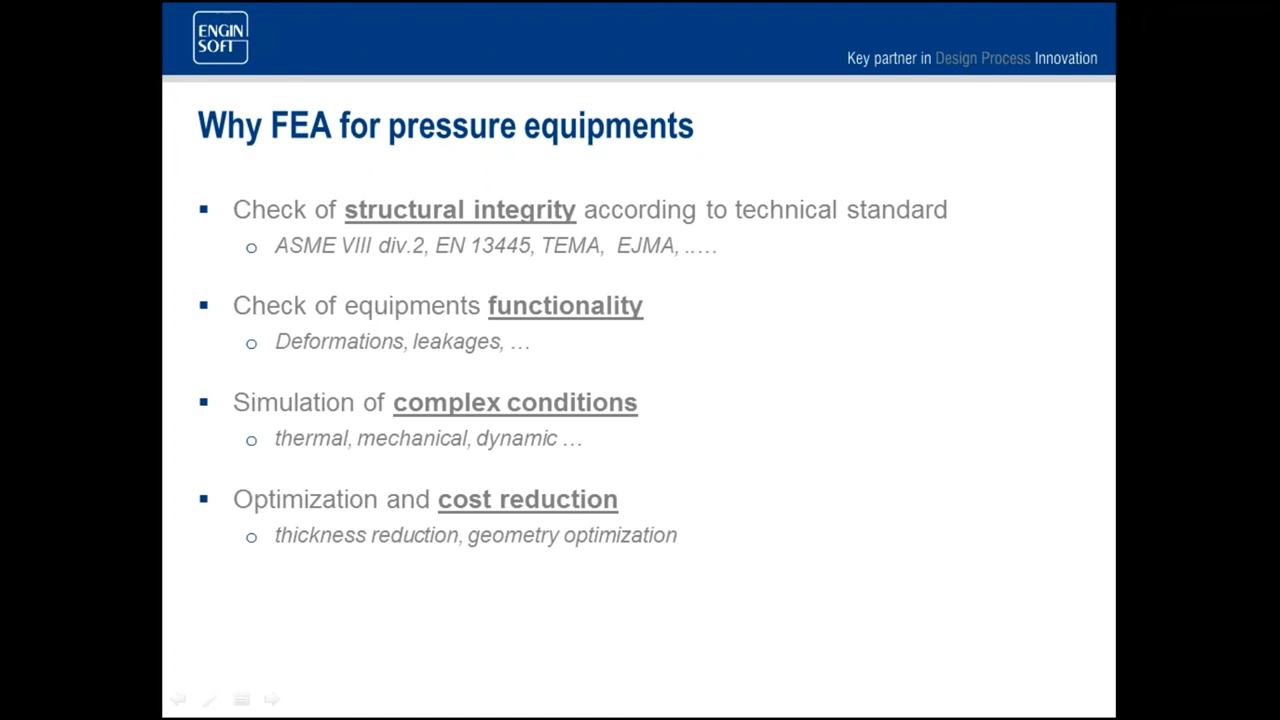 ENGIN
SOFT
Key partner in Design Process Innovation
Why FEA for pressure equipments
Check of structural integrity according to technical standard
ASME VIII div.2, EN 13445, TEMA, EJMA, .....
Check of equipments functionality
Deformations, leakages, …
Simulation of complex conditions
thermal, mechanical, dynamic …
Optimization and cost reduction
thickness reduction, geometry optimization